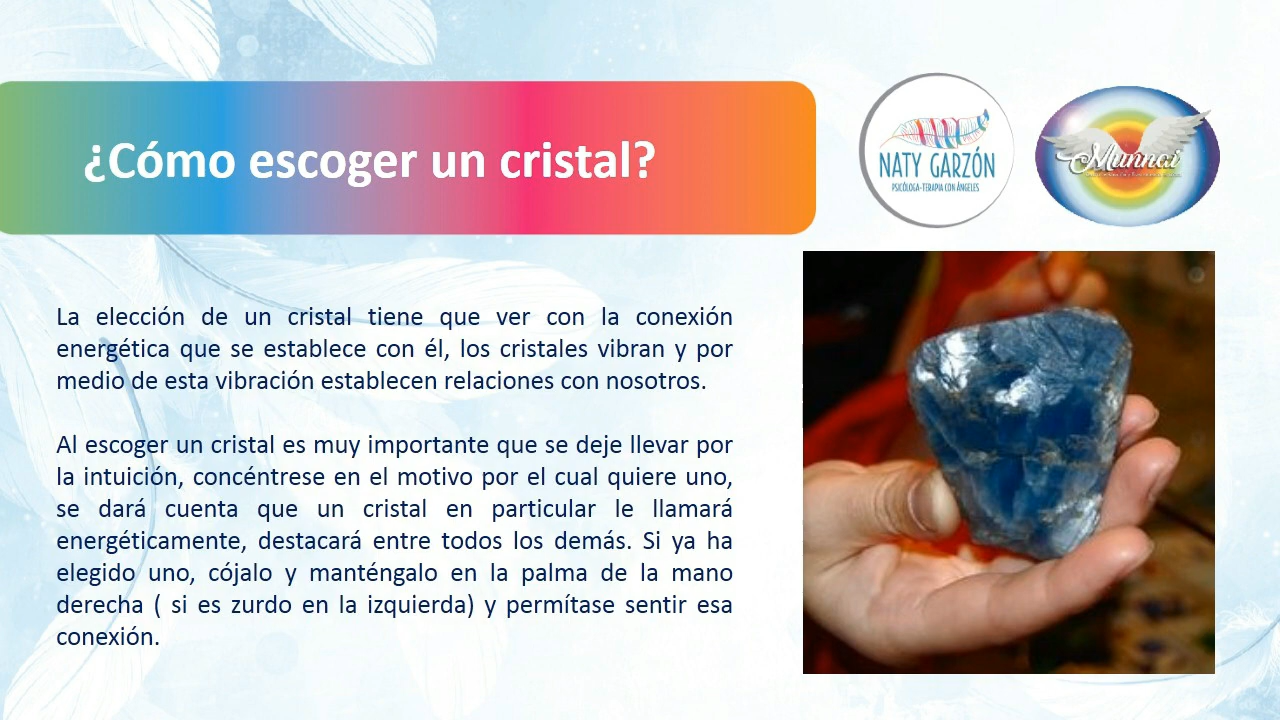 ¿Cómo escoger un cristal?
NATY GARZÓN
PSICÓLOGA-TERAPIA CON ÁNGELES
Munnai
La elección de un cristal tiene que ver con la conexión
energética que se establece con él, los cristales vibran y por
medio de esta vibración establecen relaciones con nosotros.
Al escoger un cristal es muy importante que se deje llevar por
la intuición, concéntrese en el motivo por el cual quiere uno,
se dará cuenta que un cristal en particular le llamará
energéticamente, destacará entre todos los demás. Si ya ha
elegido uno, cójalo y manténgalo en la palma de la mano
derecha ( si es zurdo en la izquierda) y permítase sentir esa
conexión.